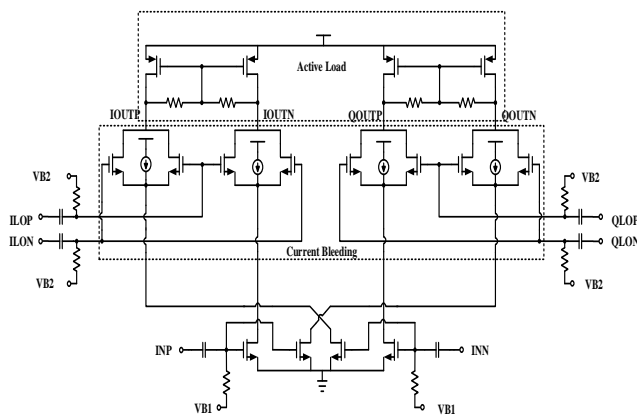 Active Load
IOUTP
IOUTN
QOUTP
QOUTN
VB2
VB2
ILOP
QLOP
ILON
QLON
Current Bleeding
VB2
VB2
INP
INN
VB1
VB1